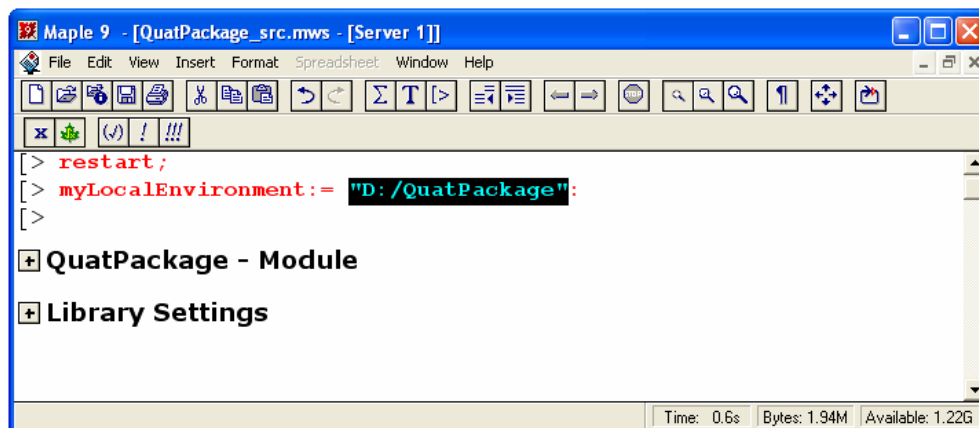 Maple 9 - [QuatPackage_src.mws - [Server 1]]
File Edit View Insert Format Spreadsheet Window Help
Σ T [> STOP ¶
x (√) ! !!!
[> restart;
[> myLocalEnvironment:= "D:/QuatPackage":
[>
+ QuatPackage - Module
+ Library Settings
Time: 0.6s Bytes: 1.94M Available: 1.22G